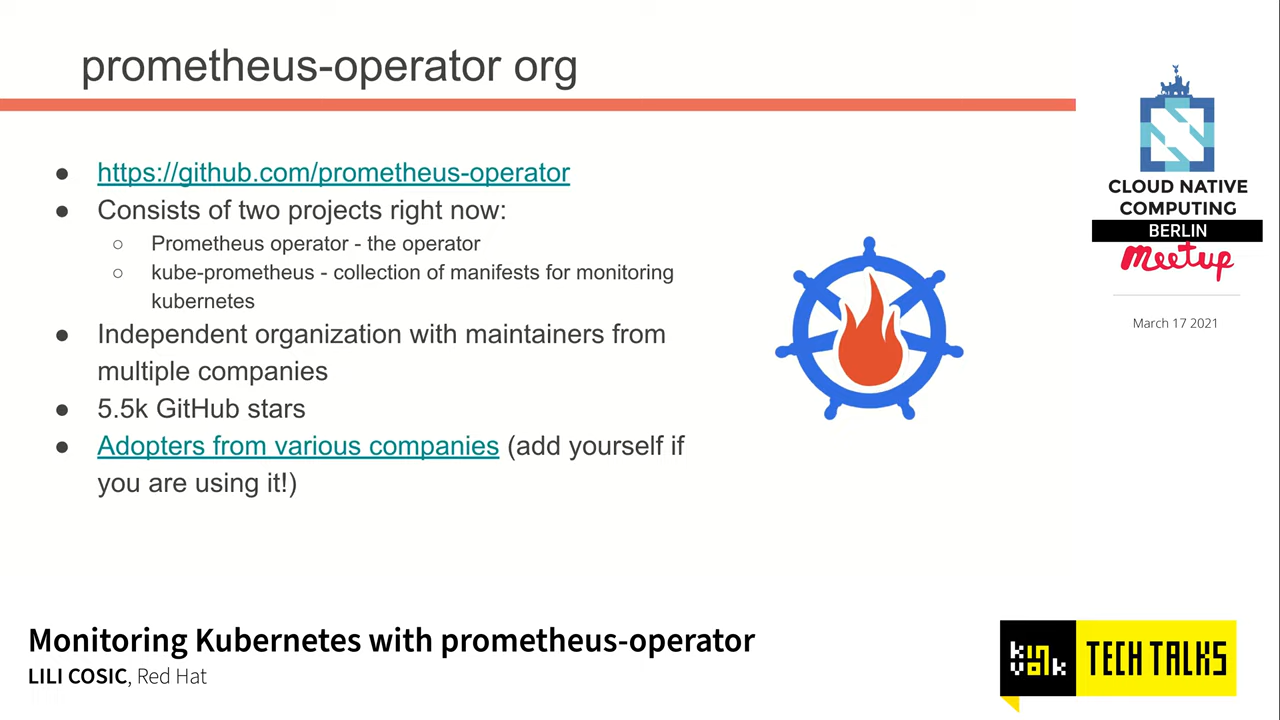 prometheus-operator org
● https://github.com/prometheus-operator
● Consists of two projects right now:
○ Prometheus operator - the operator
○ kube-prometheus - collection of manifests for monitoring
kubernetes
● Independent organization with maintainers from
multiple companies
● 5.5k GitHub stars
● Adopters from various companies (add yourself if
you are using it!)
CLOUD NATIVE
COMPUTING
BERLIN
Meetup
March 17 2021
Monitoring Kubernetes with prometheus-operator
LILI COSIC, Red Hat
kinvolk
TECH TALKS